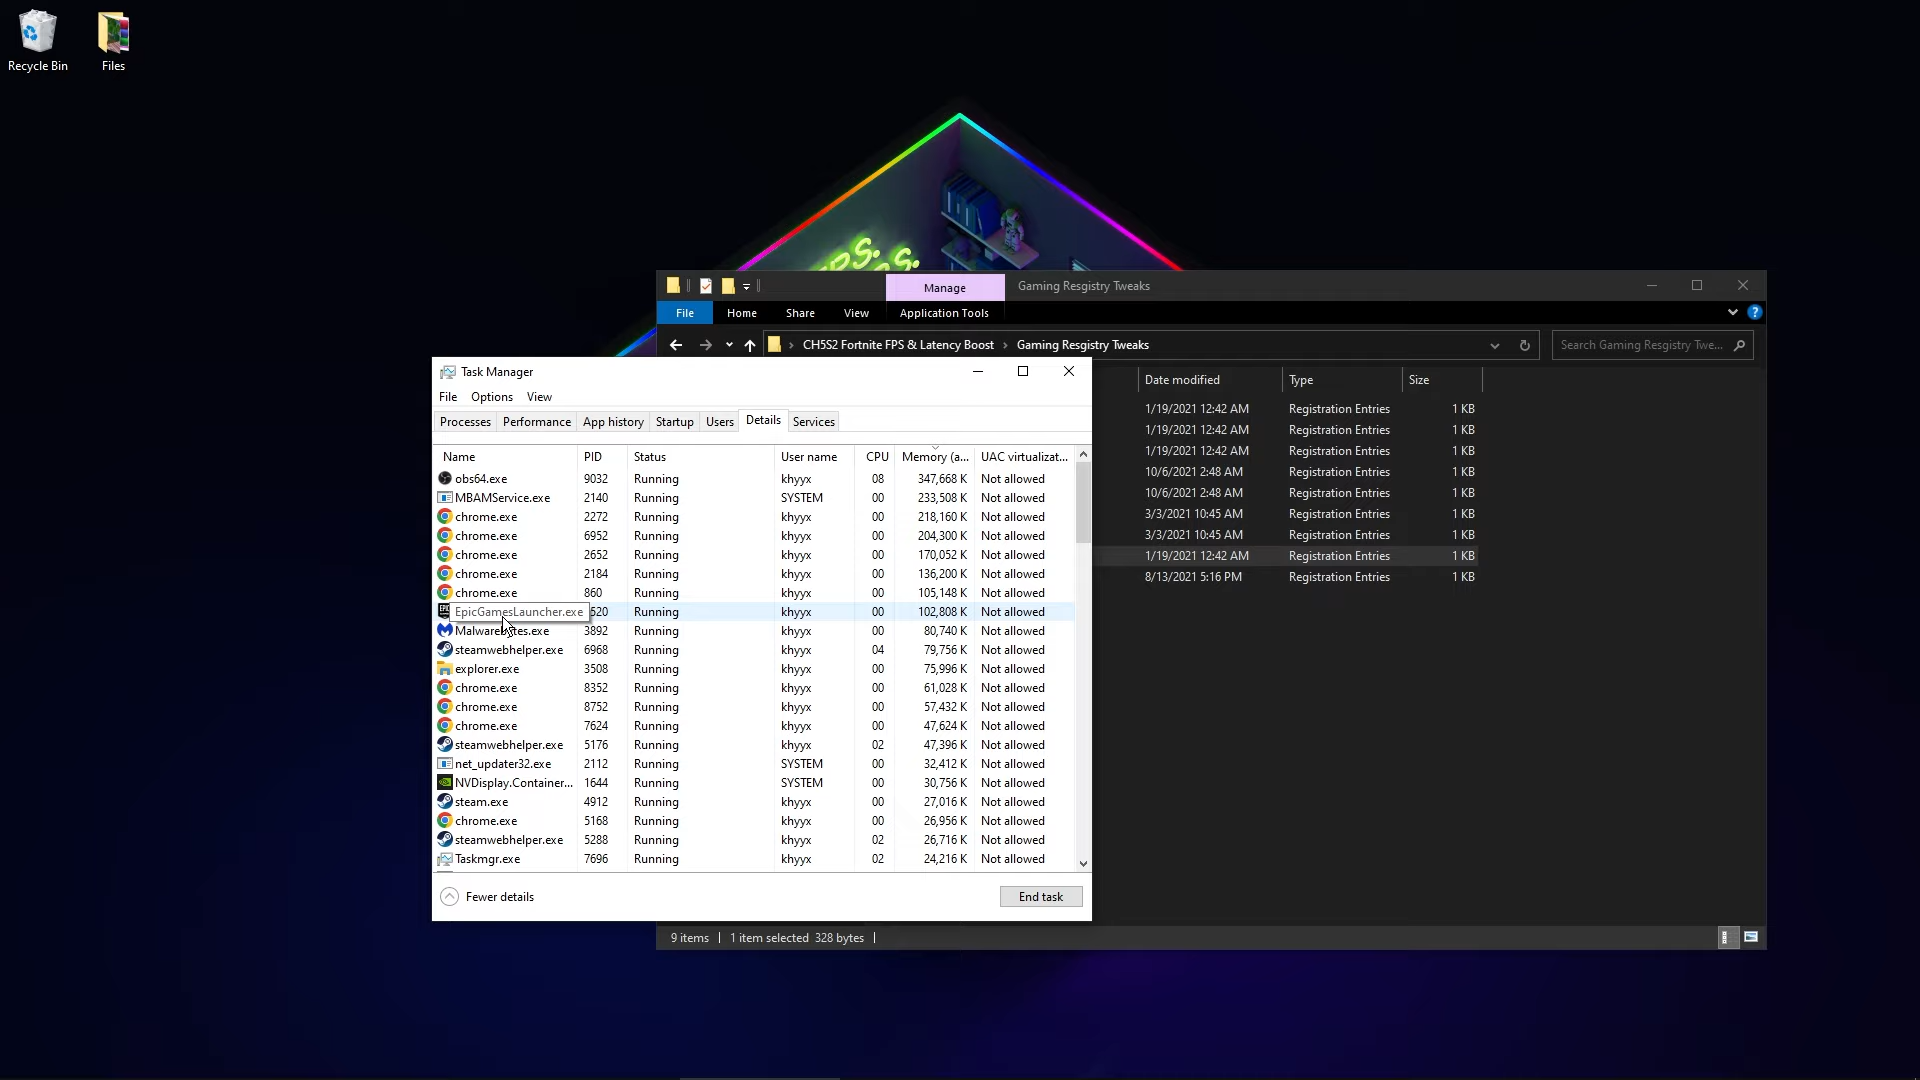 Recycle Bin
Files
Manage
Gaming Resgistry Tweaks
File Home Share View Application Tools
CH5S2 Fortnite FPS & Latency Boost › Gaming Resgistry Tweaks
Search Gaming Resgistry Twe...
Date modified Type Size
1/19/2021 12:42 AM Registration Entries 1 KB
1/19/2021 12:42 AM Registration Entries 1 KB
1/19/2021 12:42 AM Registration Entries 1 KB
10/6/2021 2:48 AM Registration Entries 1 KB
10/6/2021 2:48 AM Registration Entries 1 KB
3/3/2021 10:45 AM Registration Entries 1 KB
3/3/2021 10:45 AM Registration Entries 1 KB
1/19/2021 12:42 AM Registration Entries 1 KB
8/13/2021 5:16 PM Registration Entries 1 KB
9 items 1 item selected 328 bytes
Task Manager
File Options View
Processes Performance App history Startup Users Details Services
Name PID Status User name CPU Memory (a... UAC virtualizat...
obs64.exe 9032 Running khyyx 08 347,668 K Not allowed
MBAMService.exe 2140 Running SYSTEM 00 233,508 K Not allowed
chrome.exe 2272 Running khyyx 00 218,160 K Not allowed
chrome.exe 6952 Running khyyx 00 204,300 K Not allowed
chrome.exe 2652 Running khyyx 00 170,052 K Not allowed
chrome.exe 2184 Running khyyx 00 136,200 K Not allowed
chrome.exe 860 Running khyyx 00 105,148 K Not allowed
EpicGamesLauncher.exe 520 Running khyyx 00 102,808 K Not allowed
Malwarebytes.exe 3892 Running khyyx 00 80,740 K Not allowed
steamwebhelper.exe 6968 Running khyyx 04 79,756 K Not allowed
explorer.exe 3508 Running khyyx 00 75,996 K Not allowed
chrome.exe 8352 Running khyyx 00 61,028 K Not allowed
chrome.exe 8752 Running khyyx 00 57,432 K Not allowed
chrome.exe 7624 Running khyyx 00 47,624 K Not allowed
steamwebhelper.exe 5176 Running khyyx 02 47,396 K Not allowed
net_updater32.exe 2112 Running SYSTEM 00 32,412 K Not allowed
NVDisplay.Container... 1644 Running SYSTEM 00 30,756 K Not allowed
steam.exe 4912 Running khyyx 00 27,016 K Not allowed
chrome.exe 5168 Running khyyx 00 26,956 K Not allowed
steamwebhelper.exe 5288 Running khyyx 02 26,716 K Not allowed
Taskmgr.exe 7696 Running khyyx 02 24,216 K Not allowed
Fewer details
End task